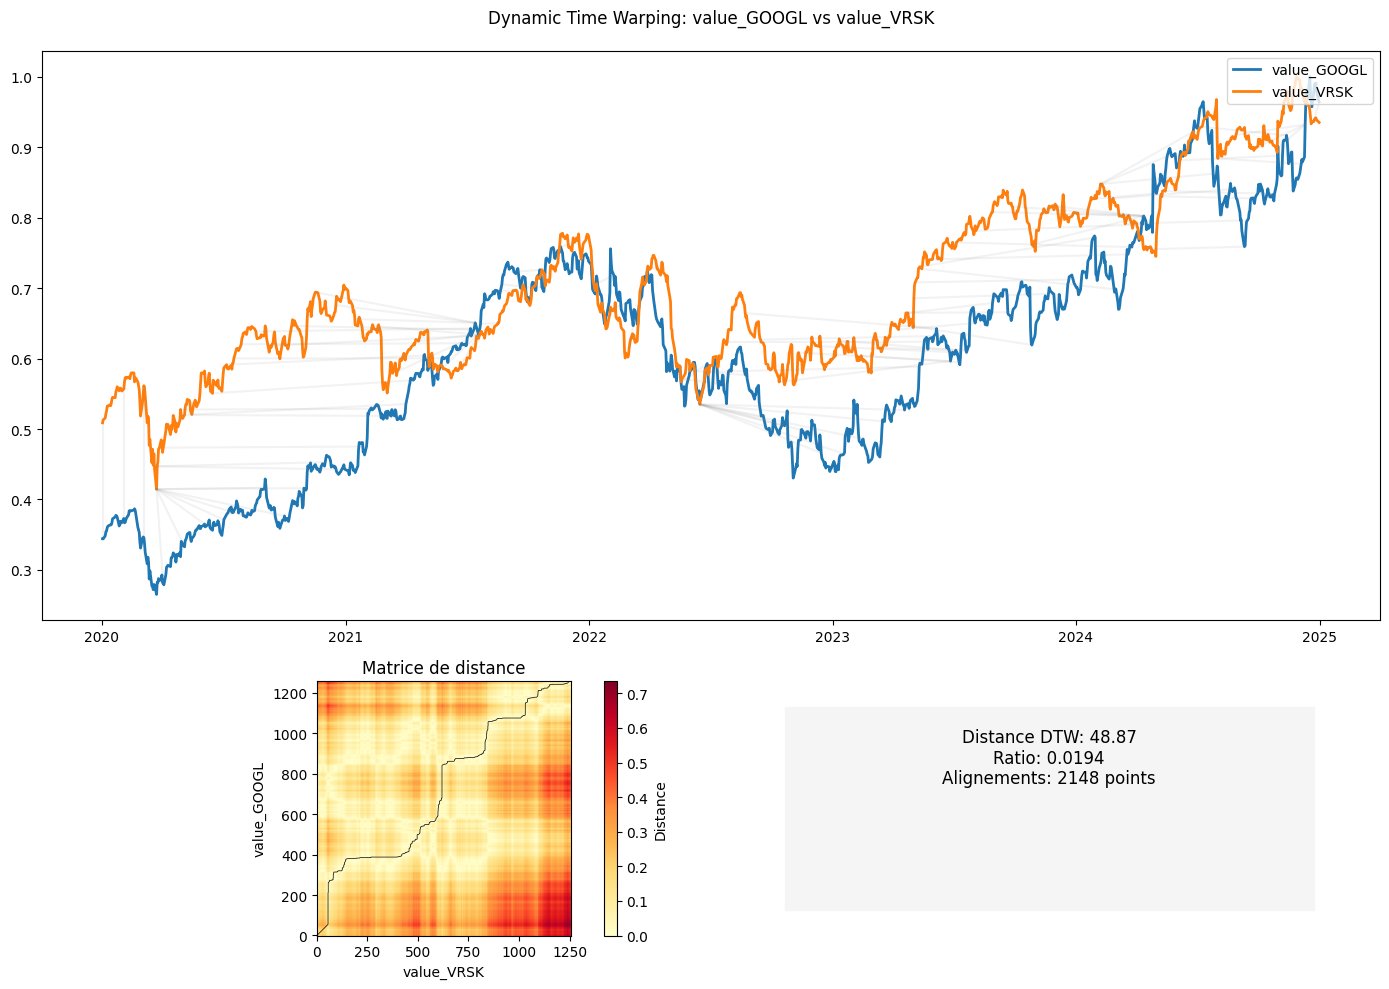 Dynamic Time Warping: value_GOOGL vs value_VRSK
1.0
0.9
0.8
0.7
0.6
0.5
0.4
0.3
value_GOOGL
value_VRSK
2020 2021 2022 2023 2024 2025
Matrice de distance
value_GOOGL
1200
1000
800
600
400
200
0
0 250 500 750 1000 1250
value_VRSK
0.7
0.6
0.5
0.4
0.3
0.2
0.1
0.0
Distance
Distance DTW: 48.87
Ratio: 0.0194
Alignements: 2148 points